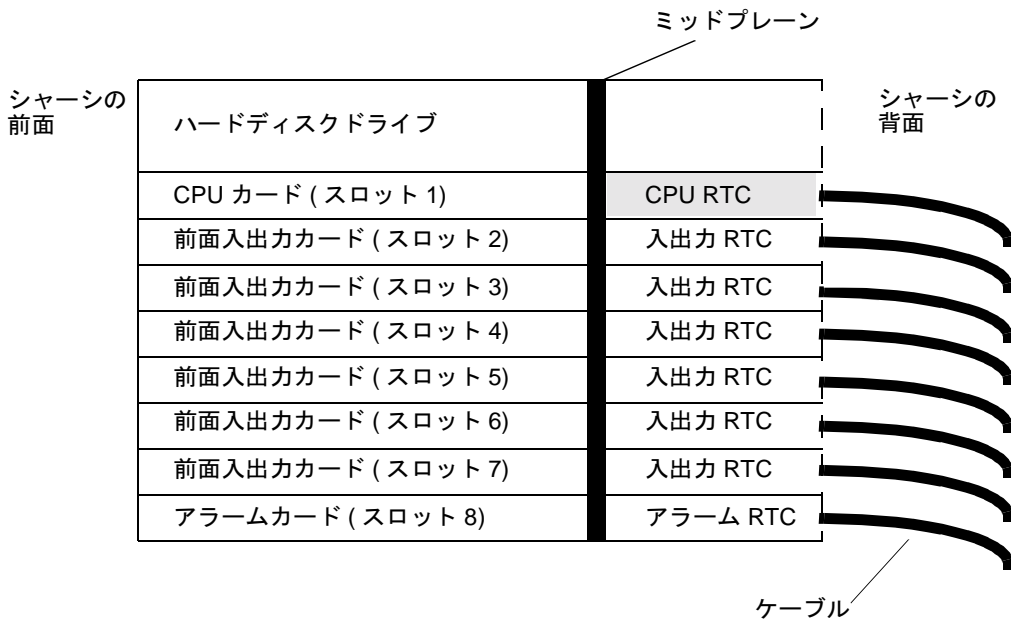 ミッドプレーン
シャーシの
前面
シャーシの
背面
ハードディスクドライブ
CPU カード ( スロット 1)
CPU RTC
前面入出力カード ( スロット 2)
入出力 RTC
前面入出力カード ( スロット 3)
入出力 RTC
前面入出力カード ( スロット 4)
入出力 RTC
前面入出力カード ( スロット 5)
入出力 RTC
前面入出力カード ( スロット 6)
入出力 RTC
前面入出力カード ( スロット 7)
入出力 RTC
アラームカード ( スロット 8)
アラーム RTC
ケーブル